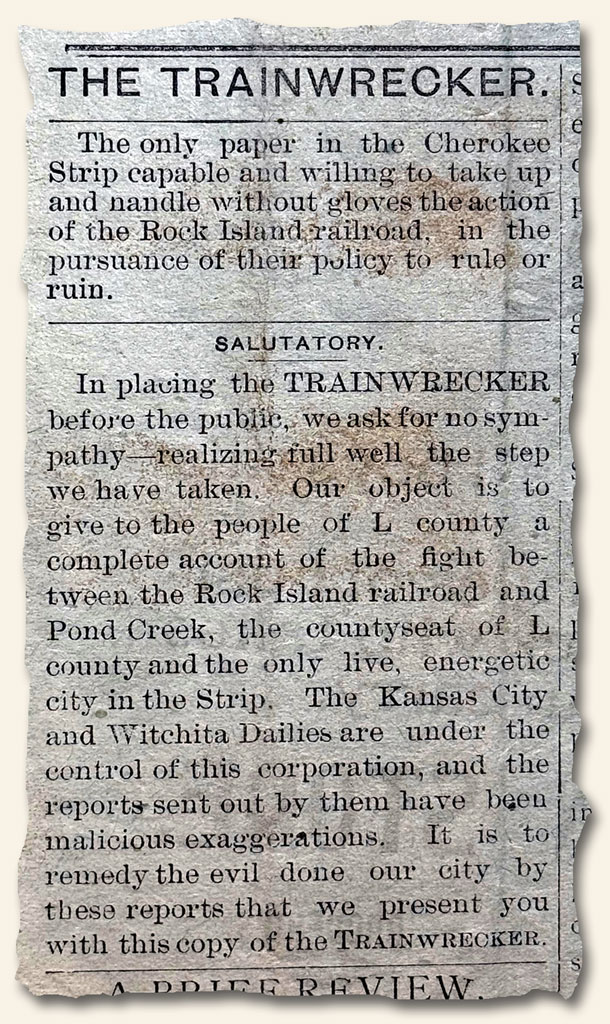 THE TRAINWRECKER.
The only paper in the Cherokee
Strip capable and willing to take up
and nandle without gloves the action
of the Rock Island railroad, in the
pursuance of their policy to rule or
ruin.
SALUTATORY.
In placing the TRAINWRECKER
before the public, we ask for no sym-
pathy—realizing full well the step
we have taken. Our object is to
give to the people of L county a
complete account of the fight be-
tween the Rock Island railroad and
Pond Creek, the countyseat of L
county and the only live, energetic
city in the Strip. The Kansas City
and Witchita Dailies are under the
control of this corporation, and the
reports sent out by them have been
malicious exaggerations. It is to
remedy the evil done our city by
these reports that we present you
with this copy of the TRAINWRECKER.
A BRIEF REVIEW.